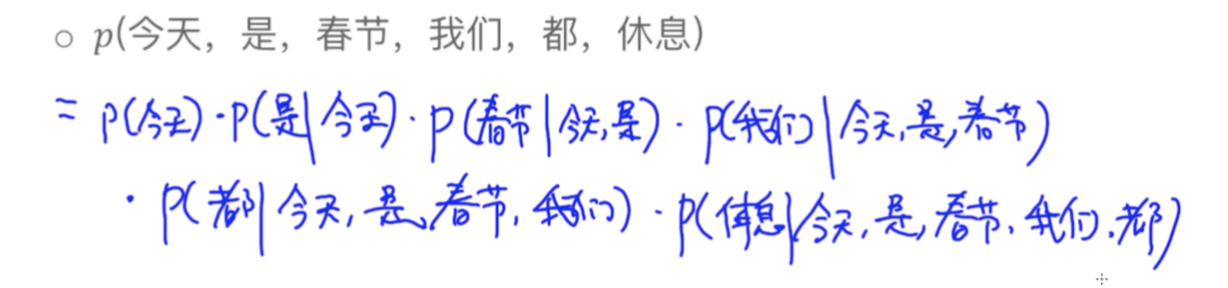 ○ p(今天，是，春节，我们，都，休息)
= p(今天)·p(是|今天)·p(春节|今天,是)·p(我们|今天,是,春节)
·p(都|今天,是,春节,我们)·p(休息|今天,是,春节,我们,都)